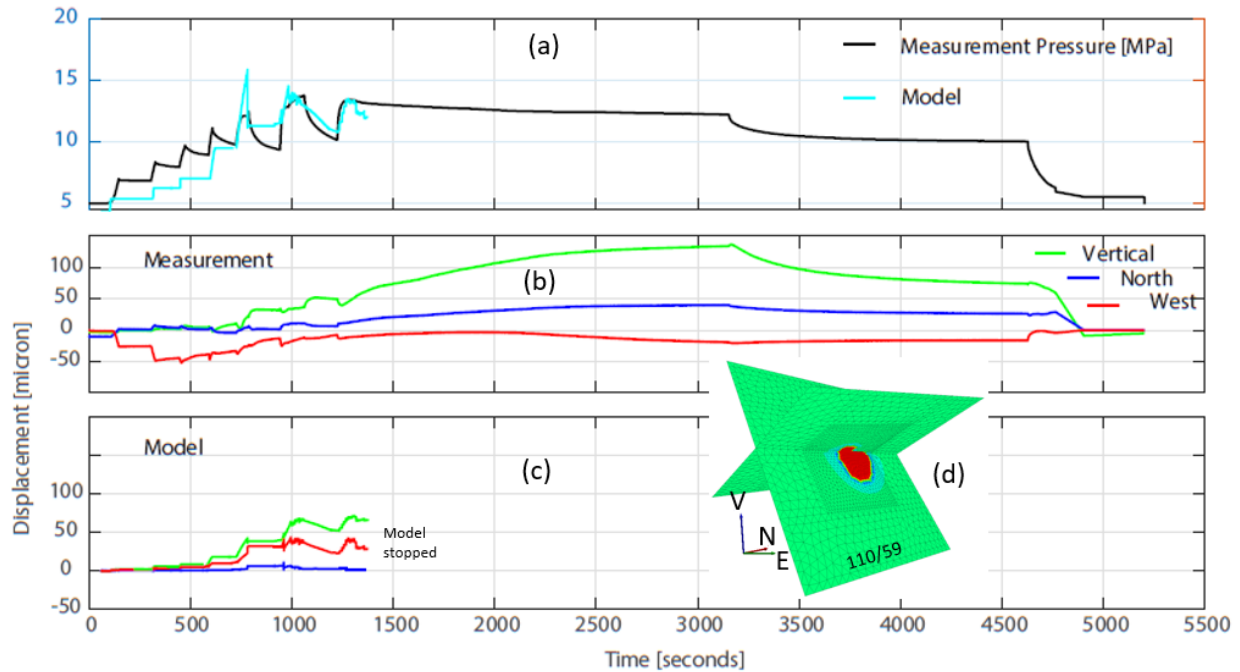 20
15
10
5
(a)
Measurement Pressure [MPa]
Model
100
50
0
-50
Measurement
(b)
Vertical
North
West
Displacement [micron]
100
50
0
-50
Model
(c)
Model
stopped
(d)
V
N
E
110/59
0
500
1000
1500
2000
2500
3000
3500
4000
4500
5000
5500
Time [seconds]